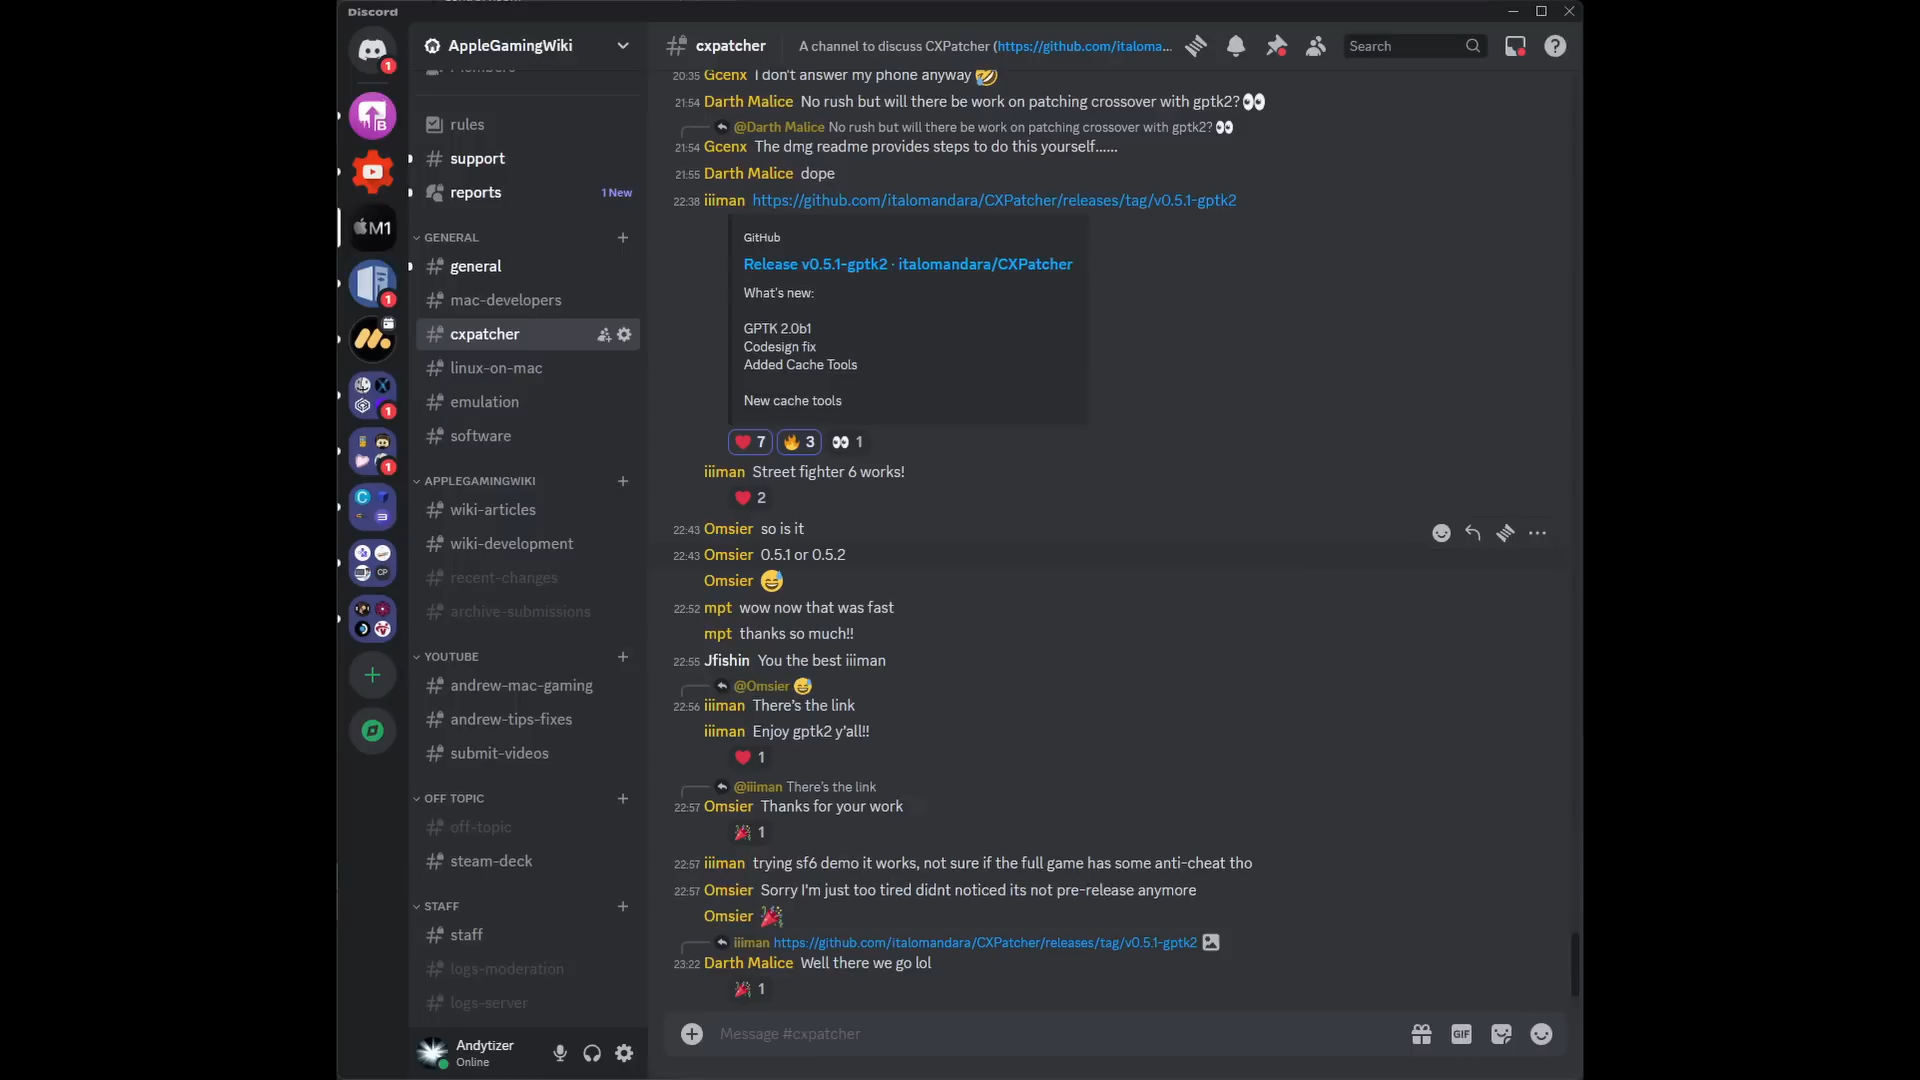 Discord
AppleGamingWiki
rules
support
reports
1 New
GENERAL
general
mac-developers
cxpatcher
linux-on-mac
emulation
software
APPLEGAMINGWIKI
wiki-articles
wiki-development
recent-changes
archive-submissions
YOUTUBE
andrew-mac-gaming
andrew-tips-fixes
submit-videos
OFF TOPIC
off-topic
steam-deck
STAFF
staff
logs-moderation
logs-server
Andytizer
Online
M1
cxpatcher
A channel to discuss CXPatcher (https://github.com/italoma...
Search
20:35 Gcenx I don't answer my phone anyway 🤣
21:54 Darth Malice No rush but will there be work on patching crossover with gptk2? 👀
@Darth Malice No rush but will there be work on patching crossover with gptk2? 👀
21:54 Gcenx The dmg readme provides steps to do this yourself......
21:55 Darth Malice dope
22:38 iiiman https://github.com/italomandara/CXPatcher/releases/tag/v0.5.1-gptk2
GitHub
Release v0.5.1-gptk2 · italomandara/CXPatcher
What's new:
GPTK 2.0b1
Codesign fix
Added Cache Tools
New cache tools
❤️ 7 🔥 3 👀 1
iiiman Street fighter 6 works!
❤️ 2
22:43 Omsier so is it
22:43 Omsier 0.5.1 or 0.5.2
Omsier 😅
22:52 mpt wow now that was fast
mpt thanks so much!!
22:55 Jfishin You the best iiiman
@Omsier 😅
22:56 iiiman There's the link
iiiman Enjoy gptk2 y'all!!
❤️ 1
@iiiman There's the link
22:57 Omsier Thanks for your work
🎉 1
22:57 iiiman trying sf6 demo it works, not sure if the full game has some anti-cheat tho
22:57 Omsier Sorry I'm just too tired didnt noticed its not pre-release anymore
Omsier 🎉
iiiman https://github.com/italomandara/CXPatcher/releases/tag/v0.5.1-gptk2
23:22 Darth Malice Well there we go lol
🎉 1
Message #cxpatcher
GIF